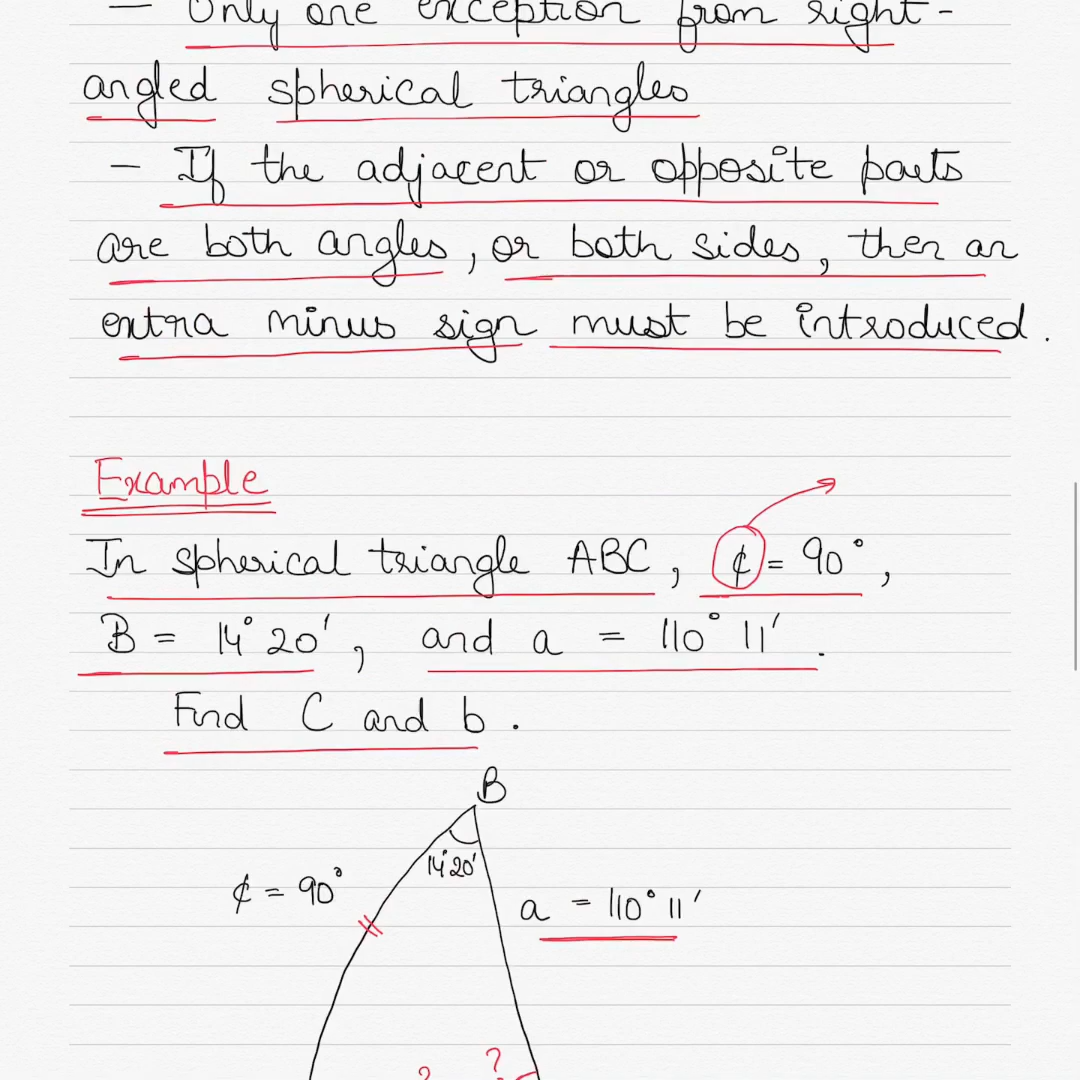 - Only one exception from right-
angled spherical triangles
- If the adjacent or opposite parts
are both angles, or both sides, then an
extra minus sign must be introduced.
Example
In spherical triangle ABC, ¢ = 90°,
B = 14° 20′, and a = 110° 11′.
Find C and b.
B
14°20′
¢ = 90°
a = 110° 11′
?
?